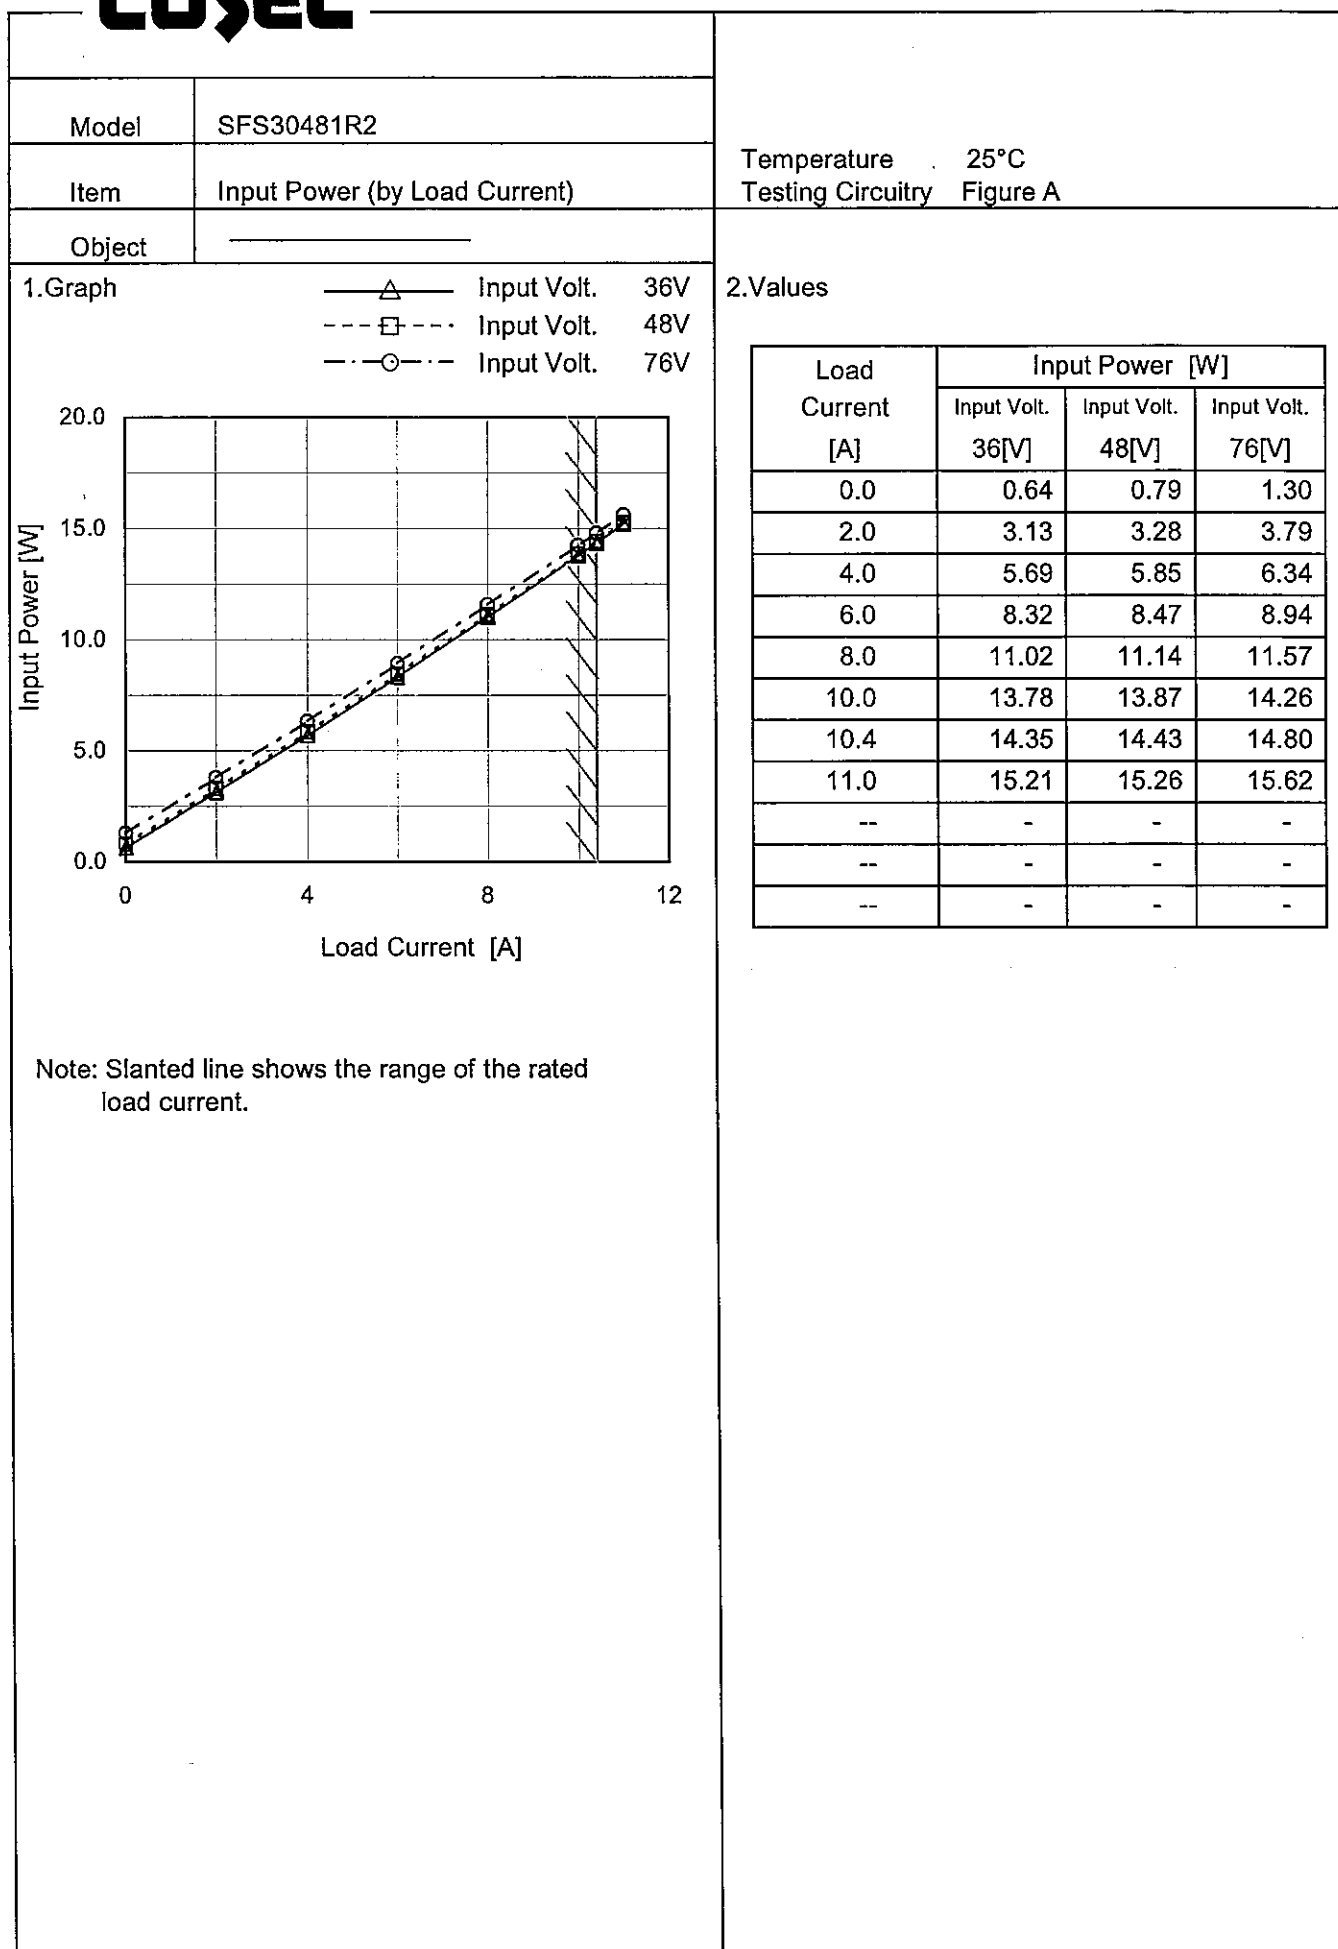 COSEL
Model SFS30481R2
Item Input Power (by Load Current)
Object
Temperature 25°C
Testing Circuitry Figure A
1.Graph
Input Volt. 36V
Input Volt. 48V
Input Volt. 76V
20.0
15.0
10.0
5.0
0.0
Input Power [W]
0 4 8 12
Load Current [A]
Note: Slanted line shows the range of the rated
load current.
2.Values
Load Input Power [W]
Current Input Volt. Input Volt. Input Volt.
[A] 36[V] 48[V] 76[V]
0.0 0.64 0.79 1.30
2.0 3.13 3.28 3.79
4.0 5.69 5.85 6.34
6.0 8.32 8.47 8.94
8.0 11.02 11.14 11.57
10.0 13.78 13.87 14.26
10.4 14.35 14.43 14.80
11.0 15.21 15.26 15.62
-- - - -
-- - - -
-- - - -